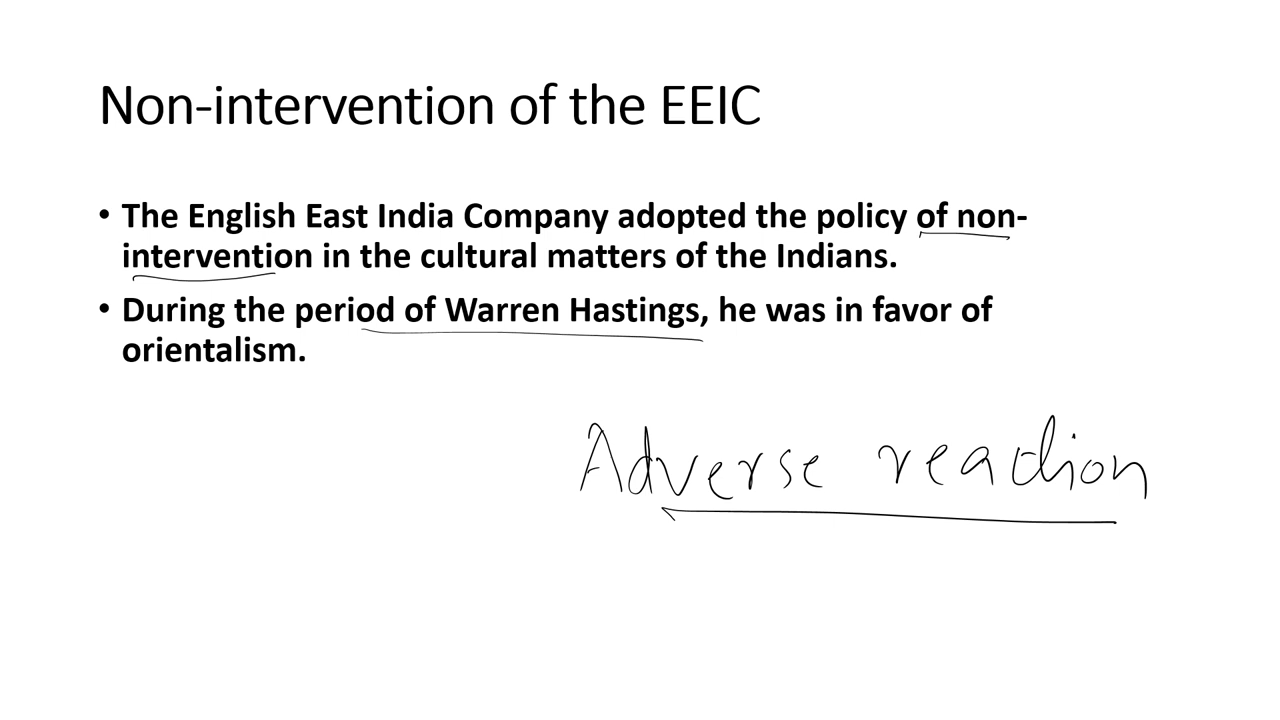 Non-intervention of the EEIC
• The English East India Company adopted the policy of non-
intervention in the cultural matters of the Indians.
• During the period of Warren Hastings, he was in favor of
orientalism.
Adverse reaction